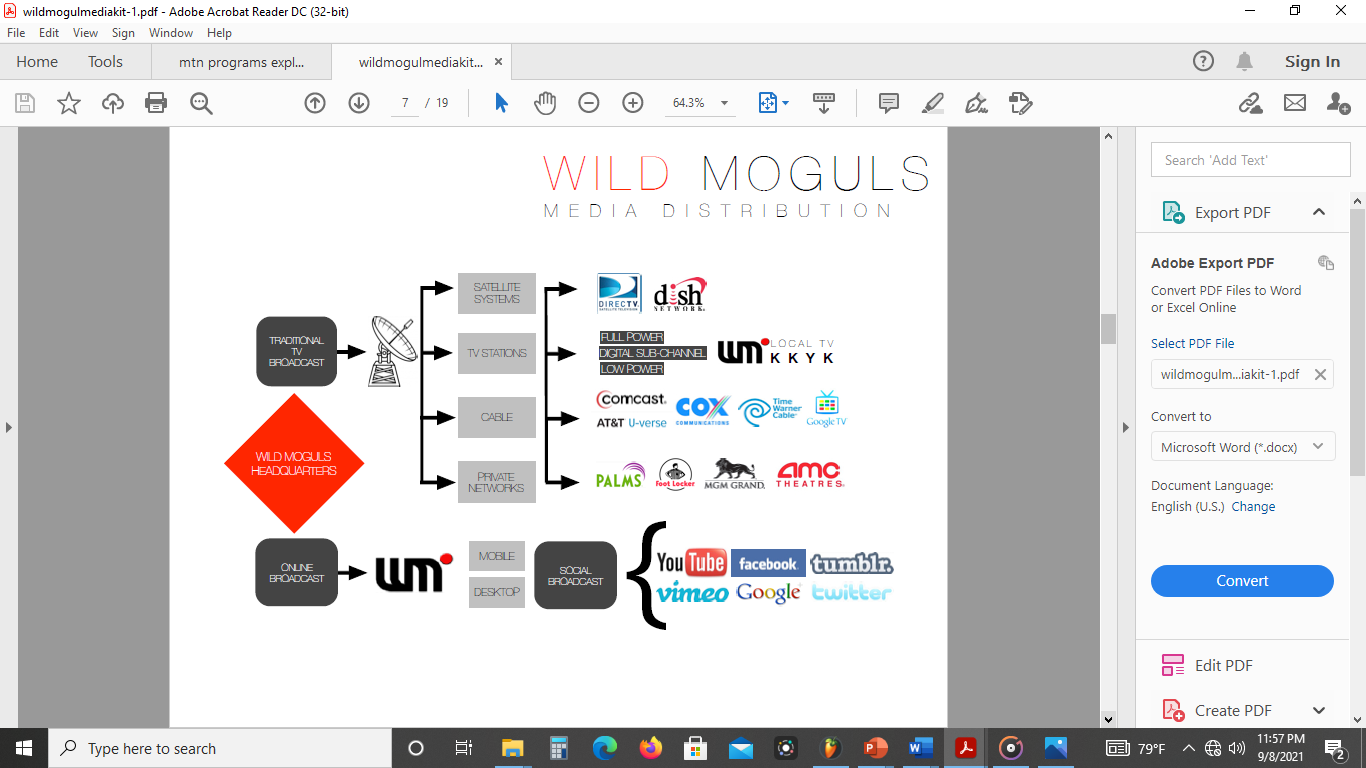 wildmogulmediakit-1.pdf - Adobe Acrobat Reader DC (32-bit)
File Edit View Sign Window Help
Home Tools mtn programs expl... wildmogulmediakit... × Sign In
7 / 19 64.3%
WILD MOGULS
MEDIA DISTRIBUTION
TRADITIONAL
TV
BROADCAST
SATELLITE
SYSTEMS
DIRECTV
SATELLITE TELEVISION
dish
NETWORK
TV STATIONS
FULL POWER
DIGITAL SUB-CHANNEL
LOW POWER
wm LOCAL TV
KKYK
CABLE
COMCAST
AT&T U-verse
COX
COMMUNICATIONS
Time
Warner
Cable
Google TV
WILD MOGULS
HEADQUARTERS
PRIVATE
NETWORKS
PALMS
Foot Locker
MGM GRAND
amc
THEATRES
ONLINE
BROADCAST
wm
MOBILE
DESKTOP
SOCIAL
BROADCAST
YouTube facebook tumblr.
vimeo Google twitter
Search 'Add Text'
Export PDF
Adobe Export PDF
Convert PDF Files to Word
or Excel Online
Select PDF File
wildmogulm...iakit-1.pdf
Convert to
Microsoft Word (*.docx)
Document Language:
English (U.S.) Change
Convert
Edit PDF
Create PDF
Type here to search
79°F
11:57 PM
9/8/2021
2